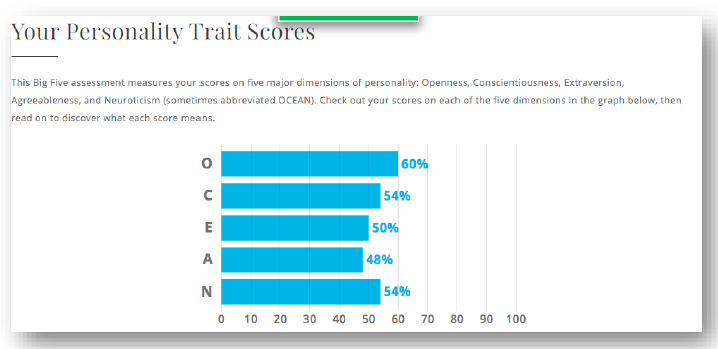 Your Personality Trait Scores
This Big Five assessment measures your scores on five major dimensions of personality: Openness, Conscientiousness, Extraversion,
Agreeableness, and Neuroticism (sometimes abbreviated OCEAN). Check out your scores on each of the five dimensions in the graph below, then
read on to discover what each score means.
O 60%
C 54%
E 50%
A 48%
N 54%
0 10 20 30 40 50 60 70 80 90 100